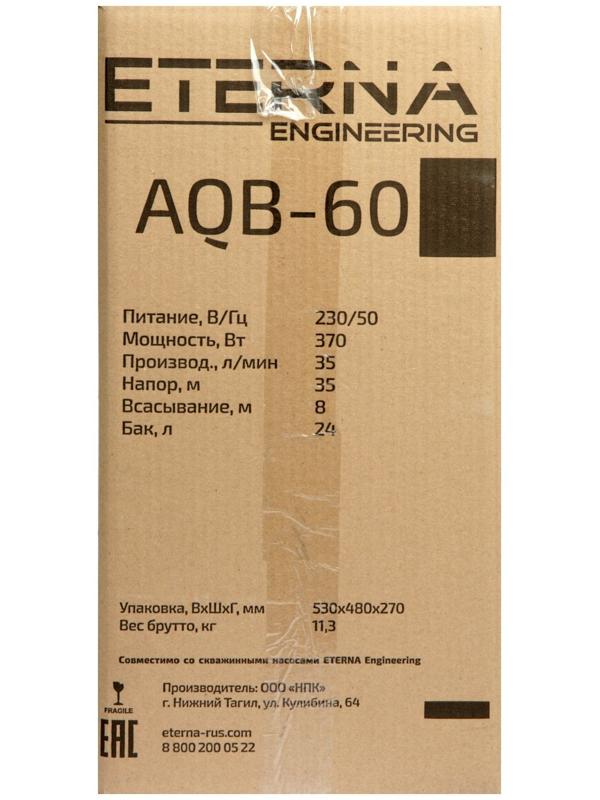 ETERNA
ENGINEERING
AQB-60
Питание, В/Гц 230/50
Мощность, Вт 370
Производ., л/мин 35
Напор, м 35
Всасывание, м 8
Бак, л 24
Упаковка, ВхШхГ, мм 530x480x270
Вес брутто, кг 11,3
Совместимо со скважинными насосами ETERNA Engineering
Производитель: ООО «НПК»
г. Нижний Тагил, ул. Кулибина, 64
FRAGILE
EAC
eterna-rus.com
8 800 200 05 22